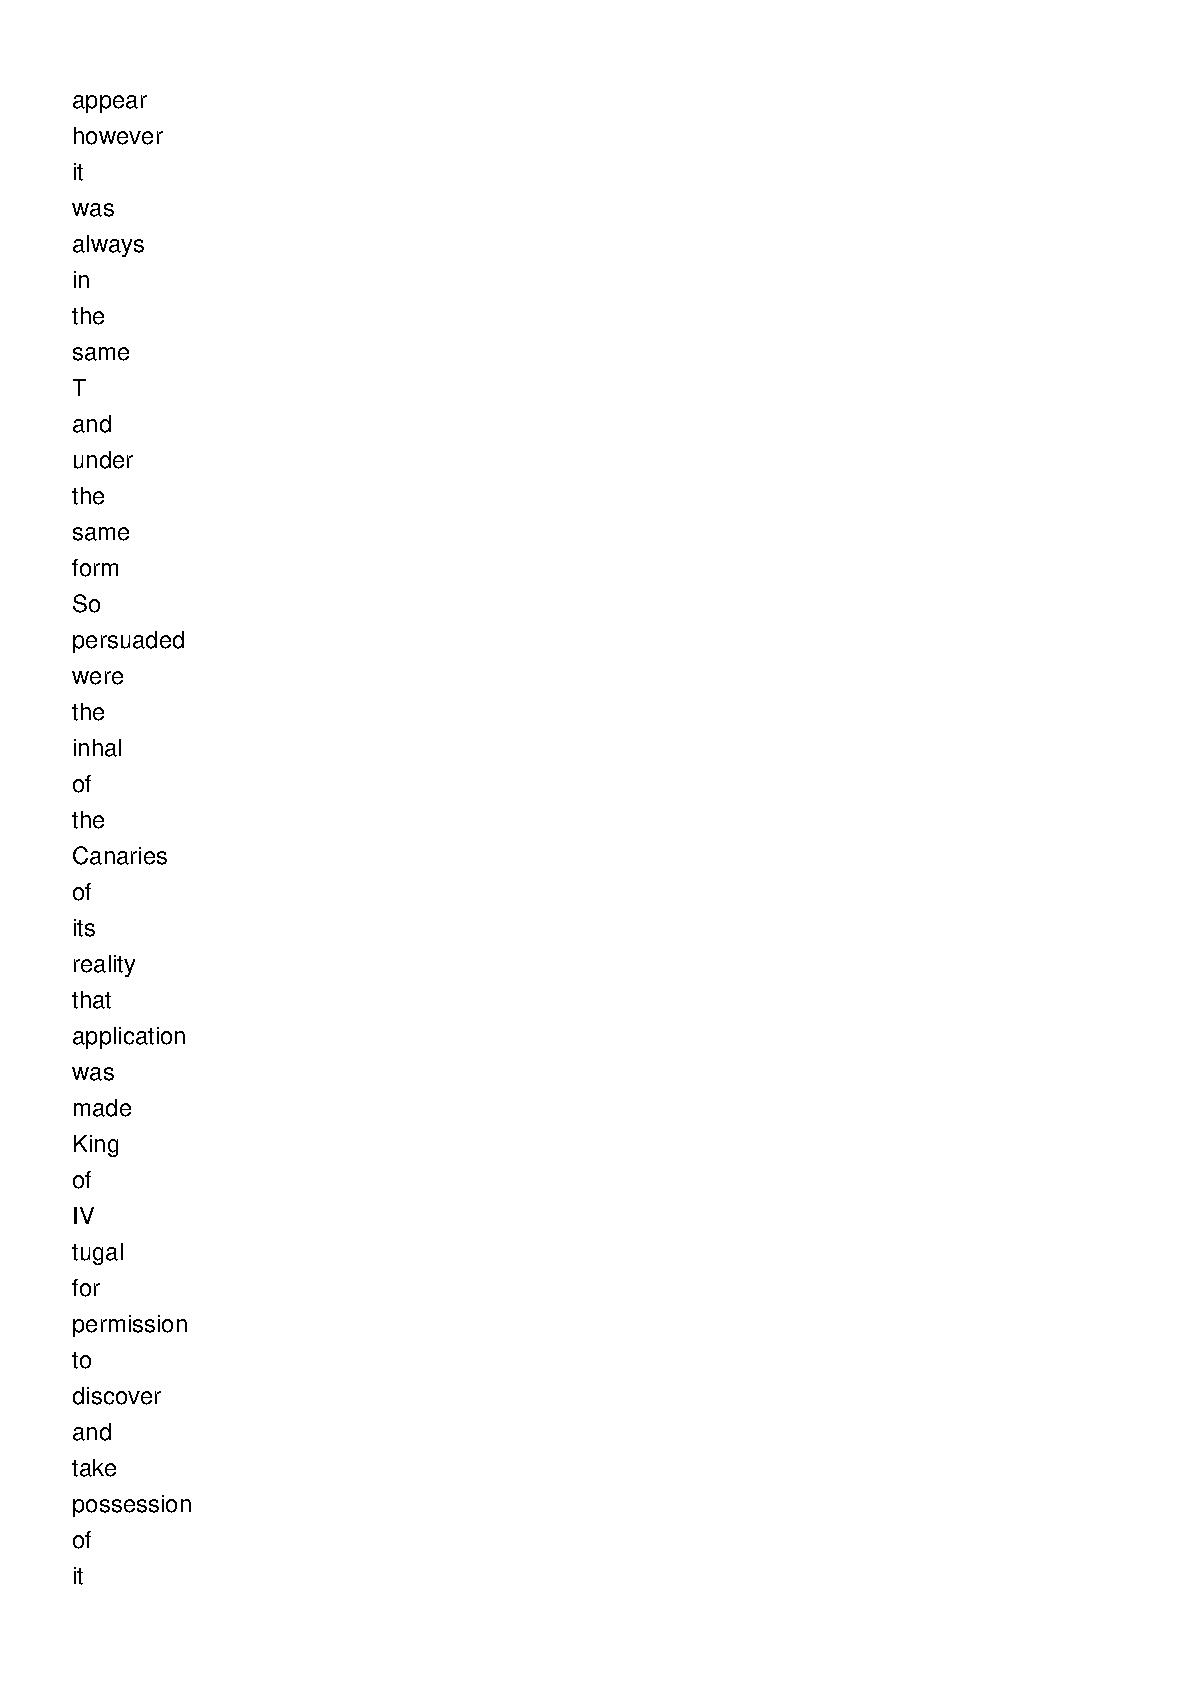 appear
however
it
was
always
in
the
same
T
and
under
the
same
form
So
persuaded
were
the
inhal
of
the
Canaries
of
its
reality
that
application
was
made
King
of
IV
tugal
for
permission
to
discover
and
take
possession
of
it